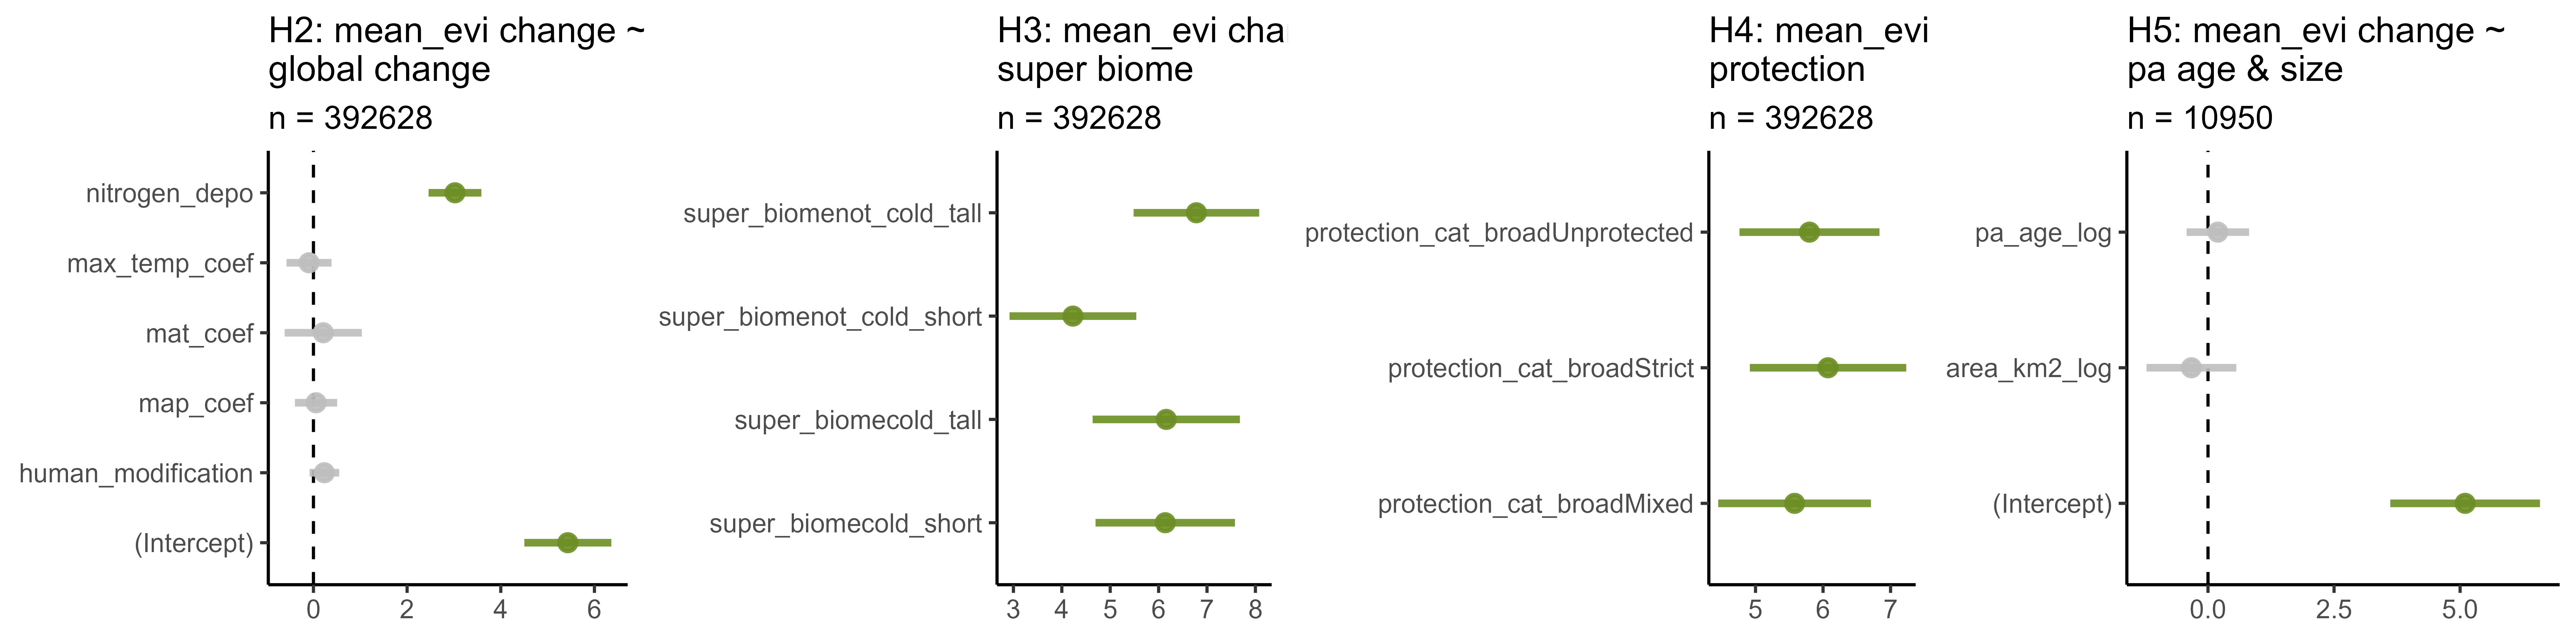 H2: mean_evi change ~
global change
n = 392628
nitrogen_depo
max_temp_coef
mat_coef
map_coef
human_modification
(Intercept)
0 2 4 6
H3: mean_evi cha
super biome
n = 392628
super_biomenot_cold_tall
super_biomenot_cold_short
super_biomecold_tall
super_biomecold_short
3 4 5 6 7 8
H4: mean_evi
protection
n = 392628
protection_cat_broadUnprotected
protection_cat_broadStrict
protection_cat_broadMixed
5 6 7
H5: mean_evi change ~
pa age & size
n = 10950
pa_age_log
area_km2_log
(Intercept)
0.0 2.5 5.0